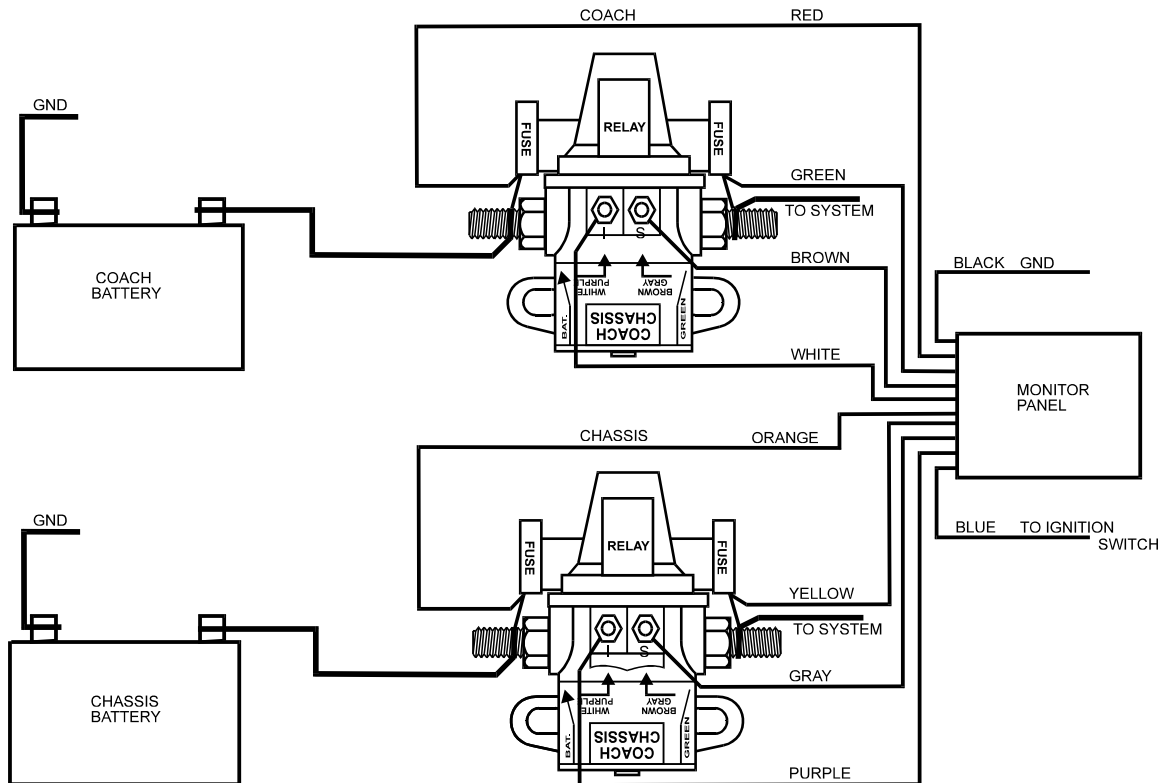 COACH RED
GND
RELAY
FUSE
FUSE
GREEN
TO SYSTEM
I S
COACH
BATTERY
BROWN
BLACK GND
WHITE
PURPLE
BROWN
GRAY
BAT.
COACH
CHASSIS
GREEN
WHITE
MONITOR
PANEL
CHASSIS ORANGE
GND
RELAY
FUSE
FUSE
BLUE TO IGNITION
SWITCH
YELLOW
TO SYSTEM
I S
GRAY
CHASSIS
BATTERY
WHITE
PURPLE
BROWN
GRAY
BAT.
COACH
CHASSIS
GREEN
PURPLE